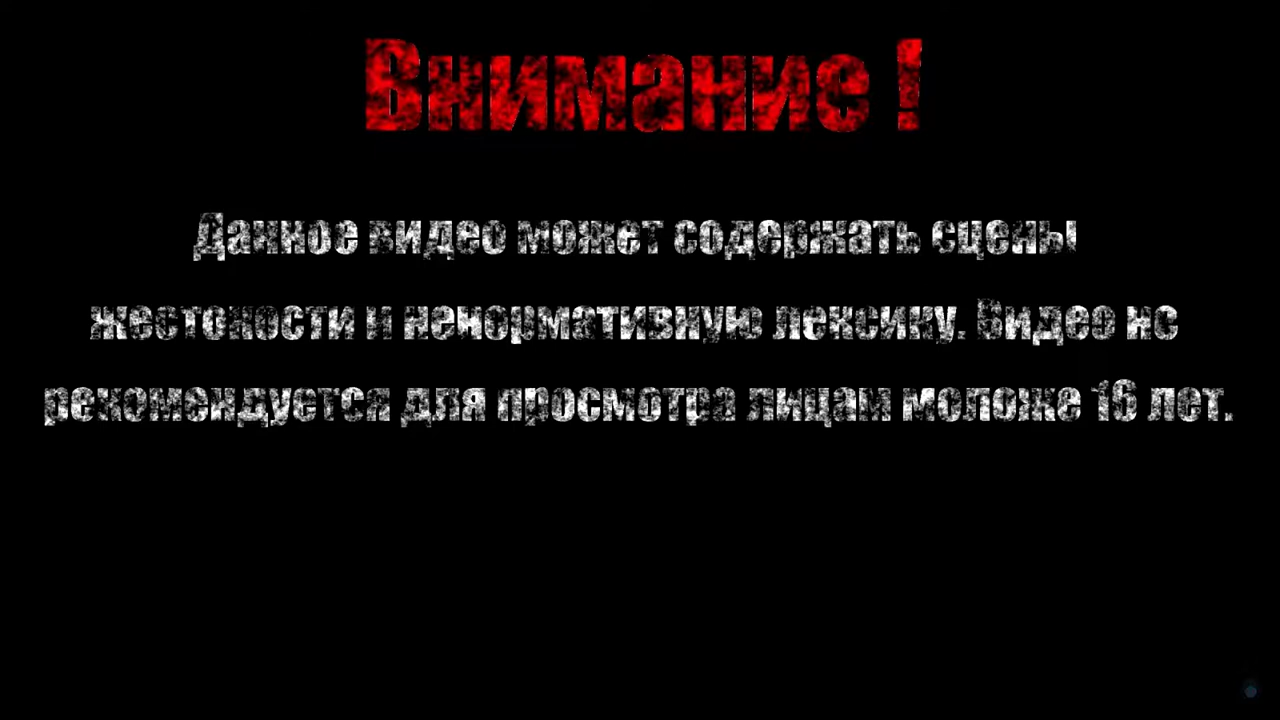 Внимание !
Данное видео может содержать сцены
жестокости и ненормативную лексику. Видео не
рекомендуется для просмотра лицам моложе 16 лет.